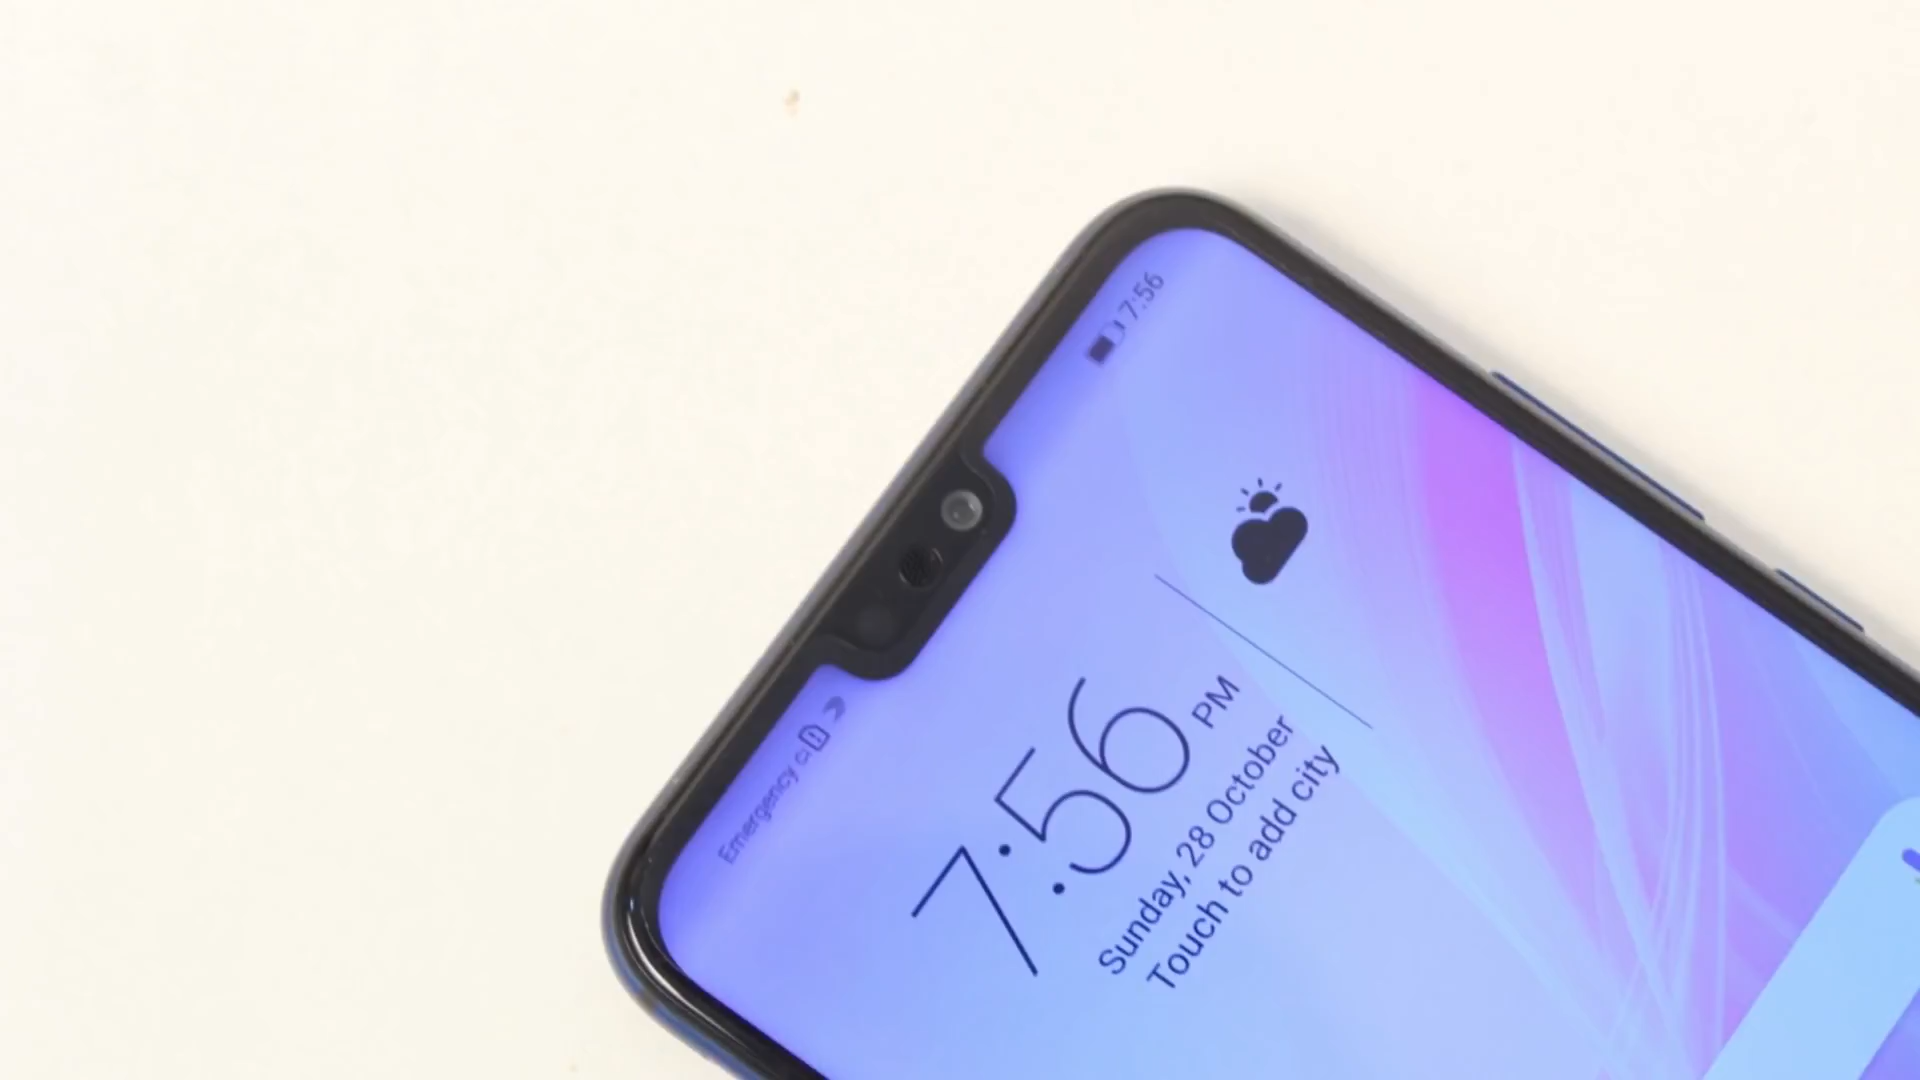 Emergency
7:56
7:56 PM
Sunday, 28 October
Touch to add city